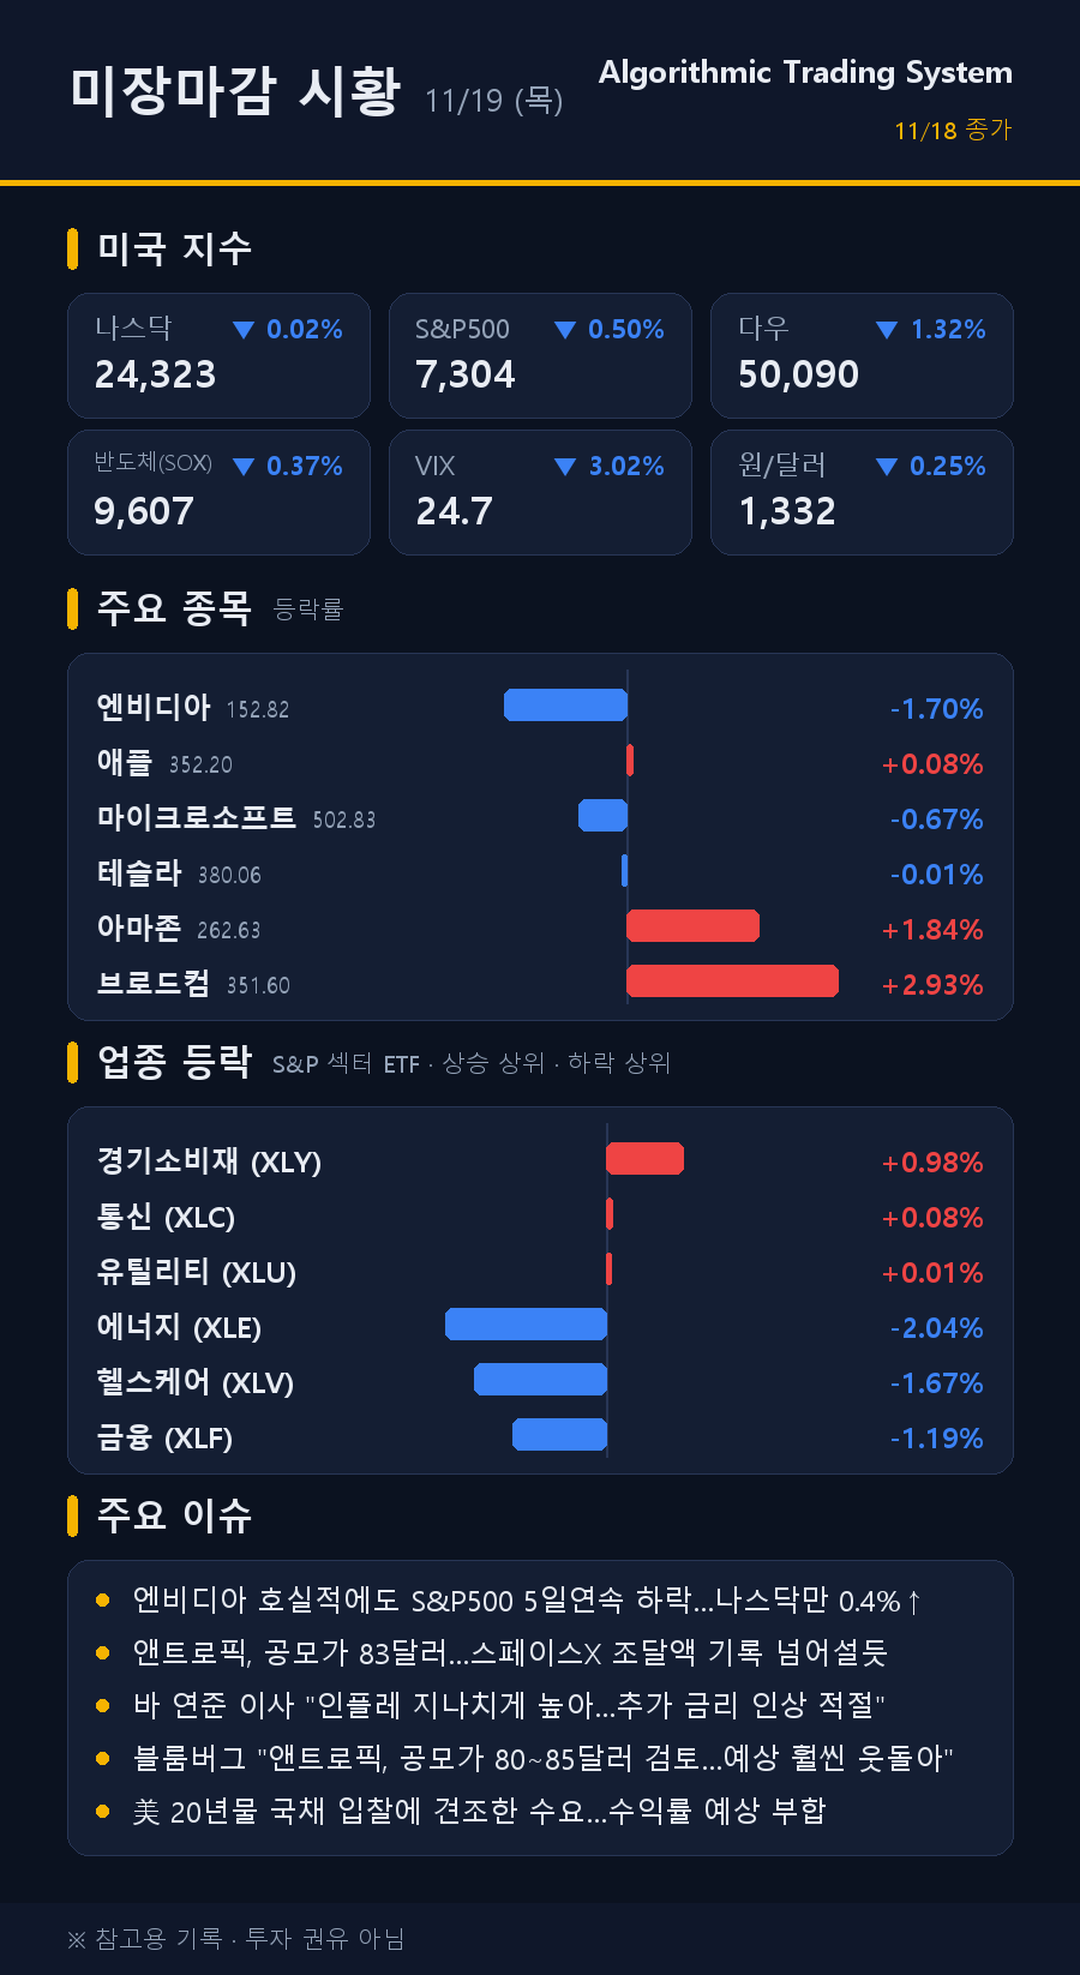 미장마감 시황 11/19 (목) Algorithmic Trading System
11/18 종가
미국 지수
나스닥 ▼ 0.02% S&P500 ▼ 0.50% 다우 ▼ 1.32%
24,323 7,304 50,090
반도체(SOX) ▼ 0.37% VIX ▼ 3.02% 원/달러 ▼ 0.25%
9,607 24.7 1,332
주요 종목 등락률
엔비디아 152.82 -1.70%
애플 352.20 +0.08%
마이크로소프트 502.83 -0.67%
테슬라 380.06 -0.01%
아마존 262.63 +1.84%
브로드컴 351.60 +2.93%
업종 등락 S&P 섹터 ETF · 상승 상위 · 하락 상위
경기소비재 (XLY) +0.98%
통신 (XLC) +0.08%
유틸리티 (XLU) +0.01%
에너지 (XLE) -2.04%
헬스케어 (XLV) -1.67%
금융 (XLF) -1.19%
주요 이슈
엔비디아 호실적에도 S&P500 5일연속 하락...나스닥만 0.4%↑
앤트로픽, 공모가 83달러...스페이스X 조달액 기록 넘어설듯
바 연준 이사 "인플레 지나치게 높아...추가 금리 인상 적절"
블룸버그 "앤트로픽, 공모가 80~85달러 검토...예상 훨씬 웃돌아"
美 20년물 국채 입찰에 견조한 수요...수익률 예상 부합
※ 참고용 기록 · 투자 권유 아님